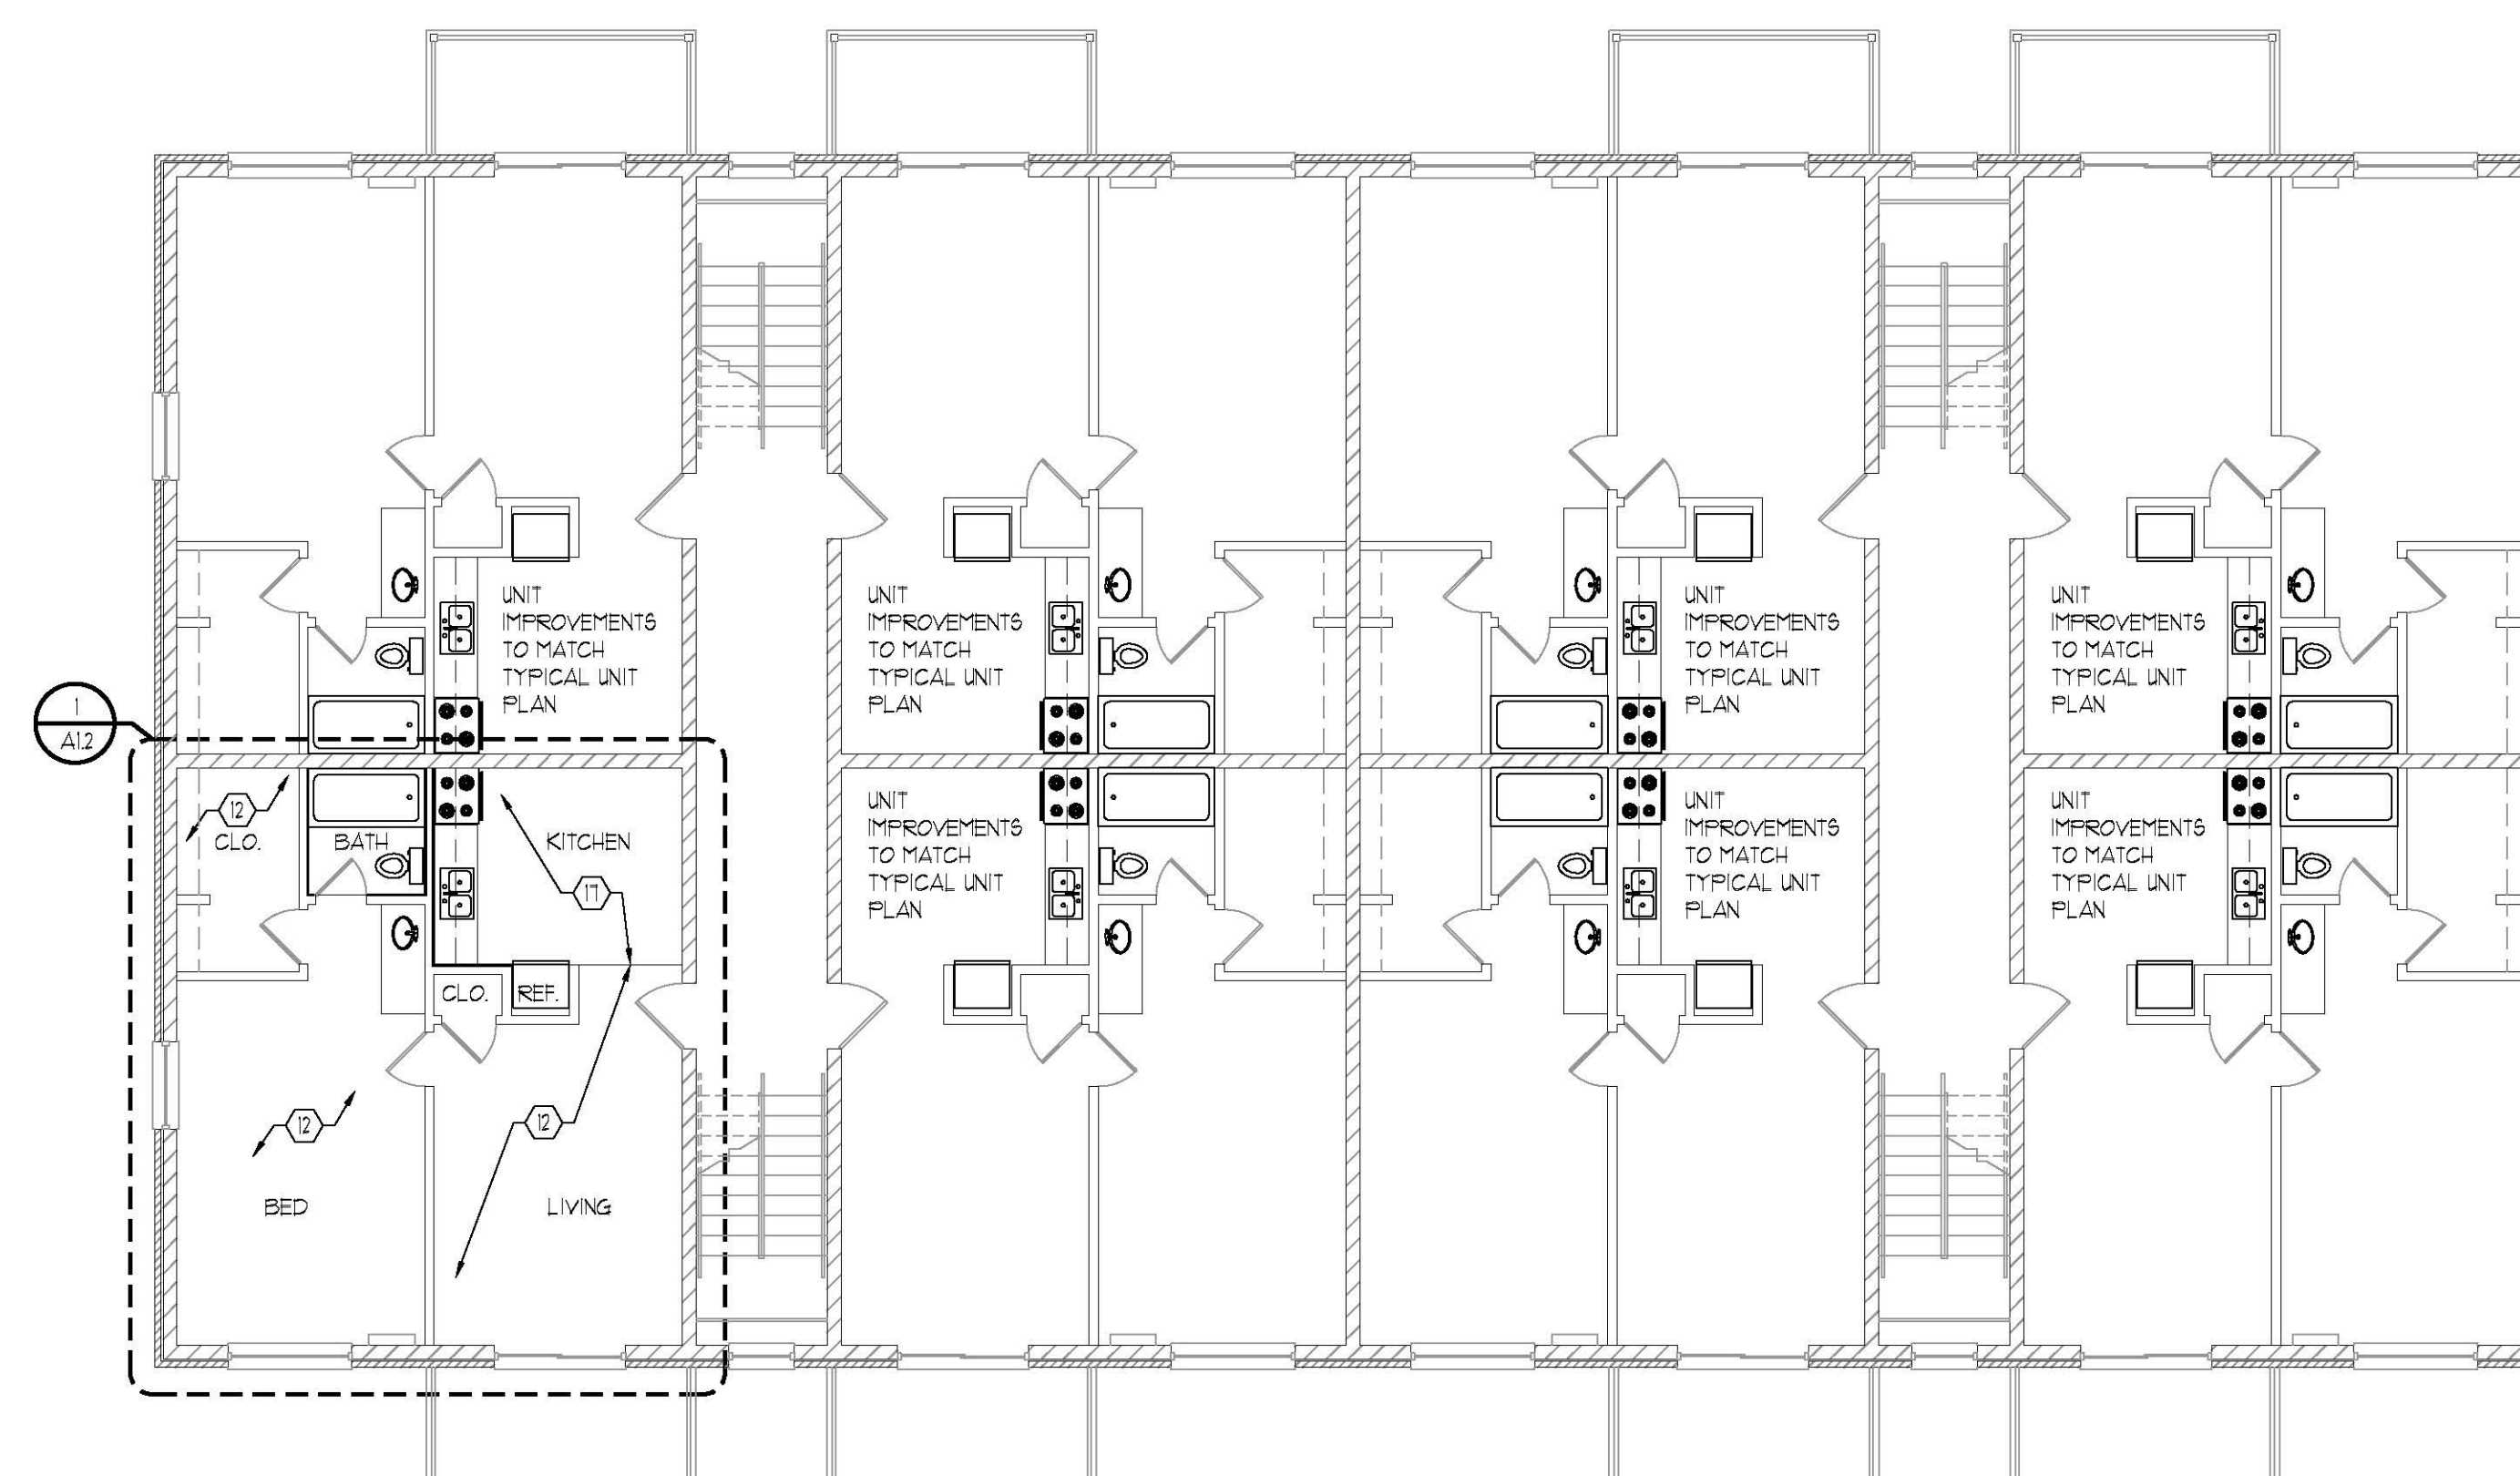 UNIT
IMPROVEMENTS
TO MATCH
TYPICAL UNIT
PLAN
UNIT
IMPROVEMENTS
TO MATCH
TYPICAL UNIT
PLAN
UNIT
IMPROVEMENTS
TO MATCH
TYPICAL UNIT
PLAN
UNIT
IMPROVEMENTS
TO MATCH
TYPICAL UNIT
PLAN
1
A1.2
12
CLO.
BATH
KITCHEN
17
CLO.
REF.
12
12
BED
LIVING
UNIT
IMPROVEMENTS
TO MATCH
TYPICAL UNIT
PLAN
UNIT
IMPROVEMENTS
TO MATCH
TYPICAL UNIT
PLAN
UNIT
IMPROVEMENTS
TO MATCH
TYPICAL UNIT
PLAN